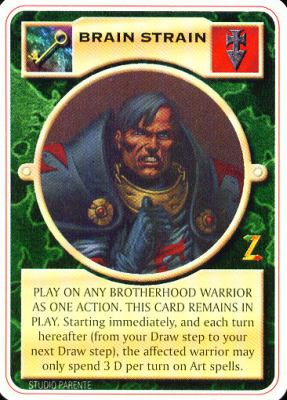 BRAIN STRAIN
Z
PLAY ON ANY BROTHERHOOD WARRIOR
AS ONE ACTION. THIS CARD REMAINS IN
PLAY. Starting immediately, and each turn
hereafter (from your Draw step to your
next Draw step), the affected warrior may
only spend 3 D per turn on Art spells.
STUDIO PARENTE